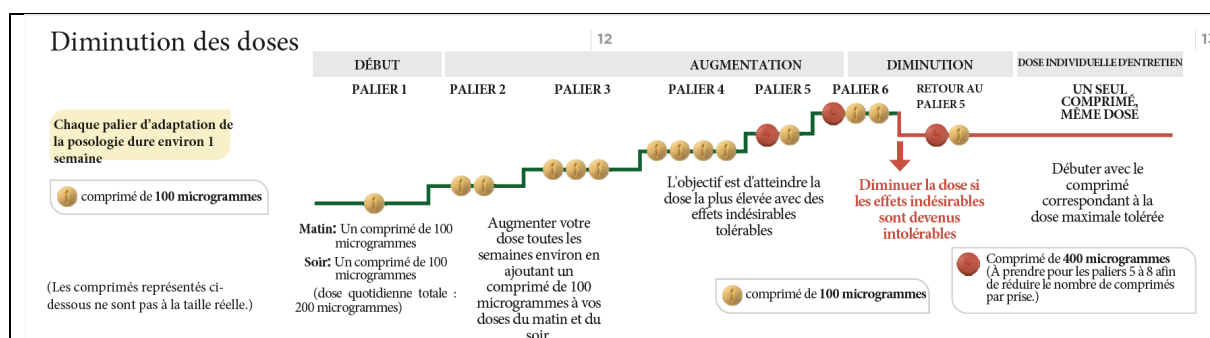 Diminution des doses
12
DÉBUT
AUGMENTATION
DIMINUTION
DOSE INDIVIDUELLE D'ENTRETIEN
PALIER 1
PALIER 2
PALIER 3
PALIER 4
PALIER 5
PALIER 6
RETOUR AU
PALIER 5
UN SEUL
COMPRIMÉ,
MÊME DOSE
Chaque palier d'adaptation de
la posologie dure environ 1
semaine
comprimé de 100 microgrammes
(Les comprimés représentés ci-
dessous ne sont pas à la taille réelle.)
Matin: Un comprimé de 100
microgrammes
Soir: Un comprimé de 100
microgrammes
(dose quotidienne totale :
200 microgrammes)
Augmenter votre
dose toutes les
semaines environ en
ajoutant un
comprimé de 100
microgrammes à vos
doses du matin et du
soir
L'objectif est d'atteindre la
dose la plus élevée avec des
effets indésirables
tolérables
comprimé de 100 microgrammes
Diminuer la dose si
les effets indésirables
sont devenus
intolérables
Débuter avec le
comprimé
correspondant à la
dose maximale tolérée
Comprimé de 400 microgrammes
(À prendre pour les paliers 5 à 8 afin
de réduire le nombre de comprimés
par prise.)